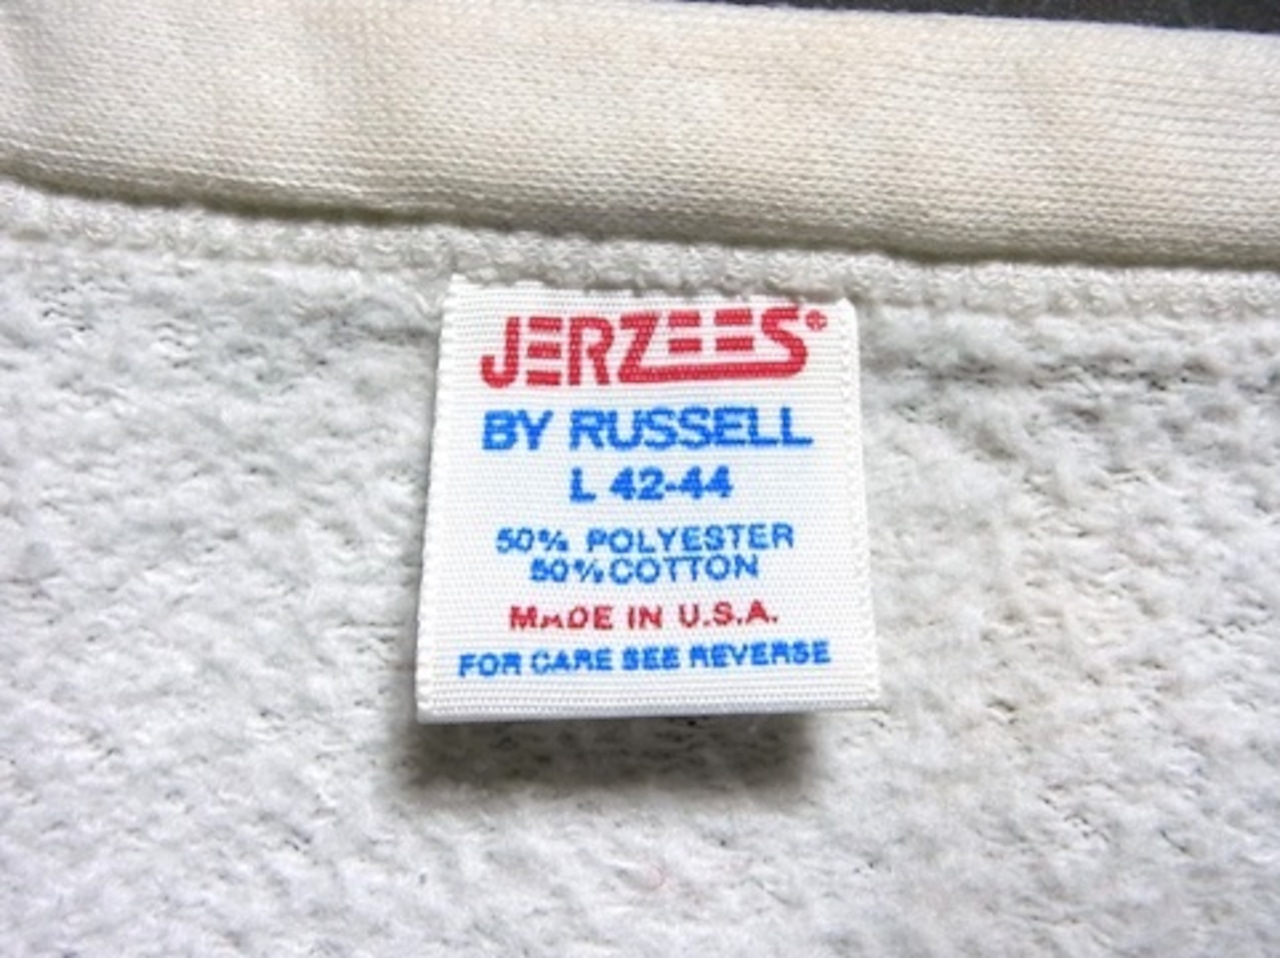 JERZEES®
BY RUSSELL
L 42-44
50% POLYESTER
50% COTTON
MADE IN U.S.A.
FOR CARE SEE REVERSE